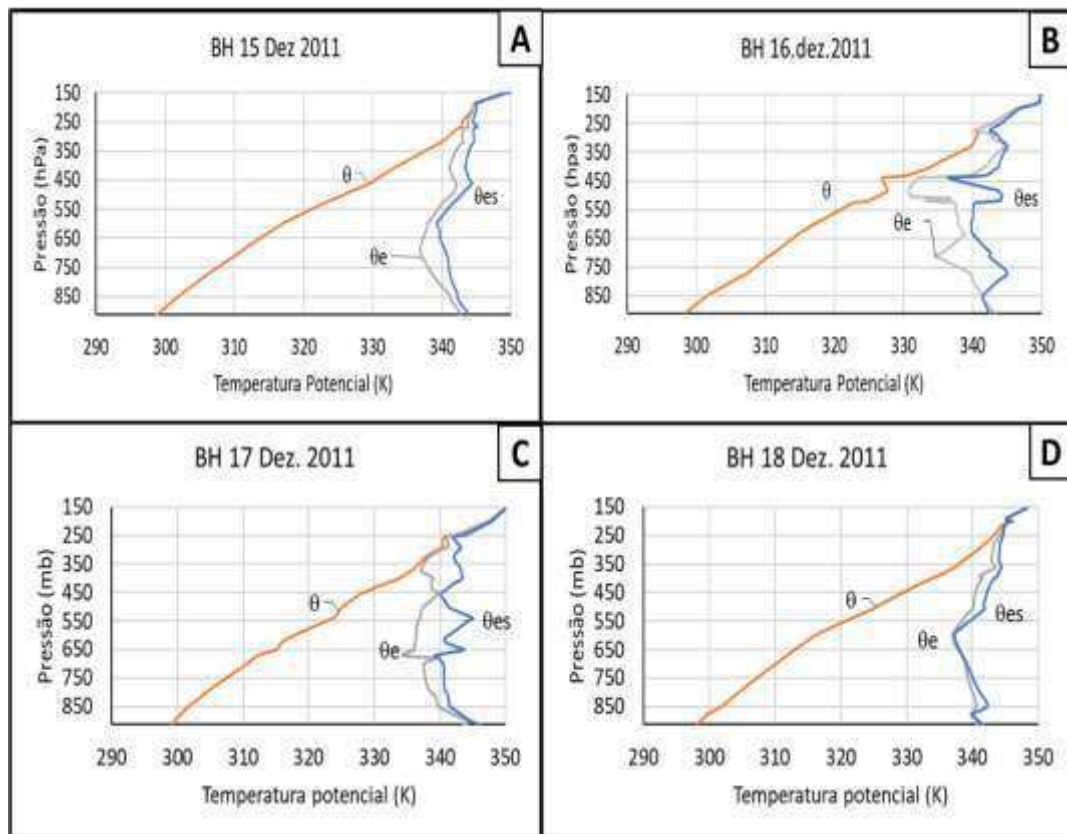 BH 15 Dez 2011
A
150
250
350
450
550
650
750
850
Pressão (hPa)
θ
θes
θe
290 300 310 320 330 340 350
Temperatura Potencial (K)
BH 16.dez.2011
B
150
250
350
450
550
650
750
850
Pressão (hpa)
θ
θes
θe
290 300 310 320 330 340 350
Temperatura Potencial (K)
BH 17 Dez. 2011
C
150
250
350
450
550
650
750
850
Pressão (mb)
θ
θes
θe
290 300 310 320 330 340 350
Temperatura potencial (K)
BH 18 Dez. 2011
D
150
250
350
450
550
650
750
850
Pressão (mb)
θ
θes
θe
290 300 310 320 330 340 350
Temperatura potencial (K)